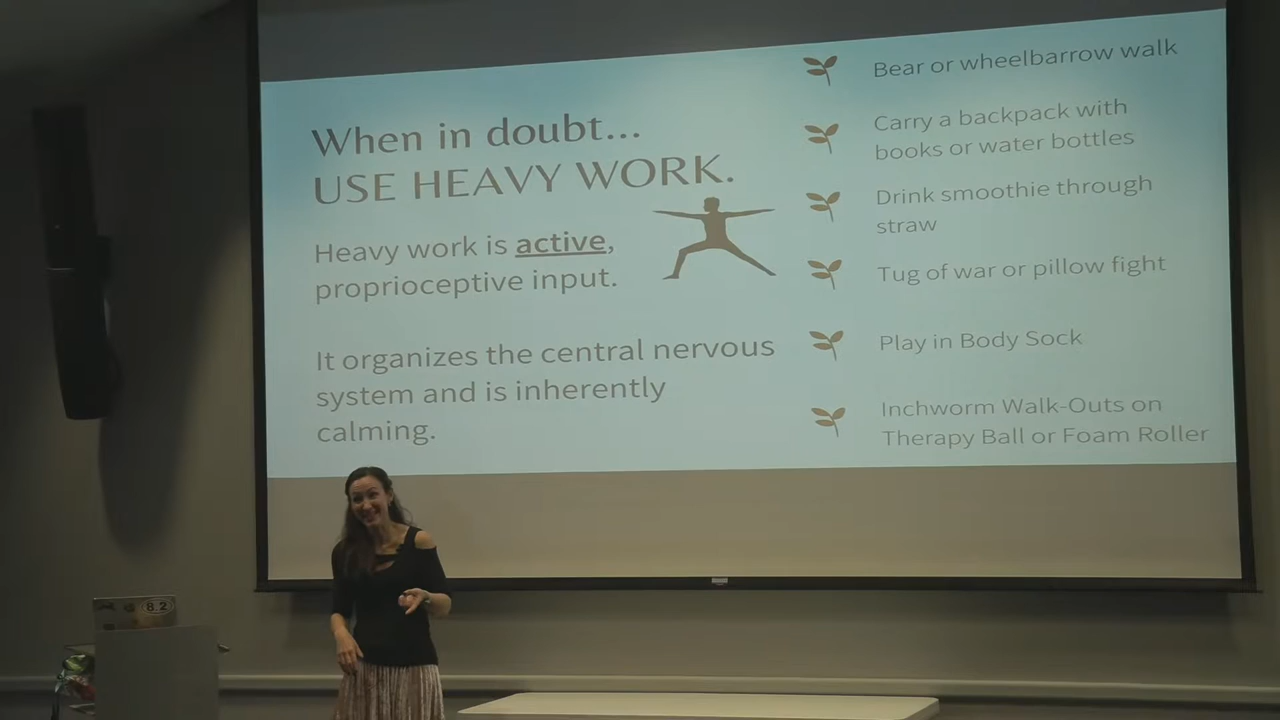 When in doubt...
USE HEAVY WORK.
Heavy work is active,
proprioceptive input.
It organizes the central nervous
system and is inherently
calming.
Bear or wheelbarrow walk
Carry a backpack with
books or water bottles
Drink smoothie through
straw
Tug of war or pillow fight
Play in Body Sock
Inchworm Walk-Outs on
Therapy Ball or Foam Roller
8.2